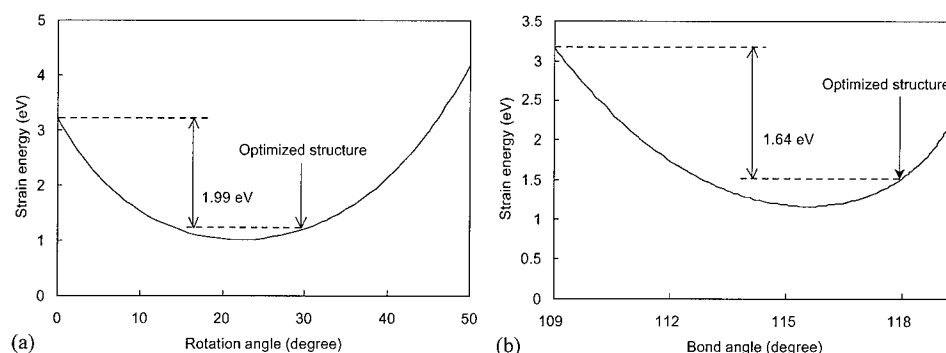 5
4
3
2
1
0
Strain energy (eV)
Optimized structure
1.99 eV
0 10 20 30 40 50
Rotation angle (degree)
(a)
3.5
3
2.5
2
1.5
1
0.5
0
Strain energy (eV)
Optimized structure
1.64 eV
109 112 115 118
Bond angle (degree)
(b)